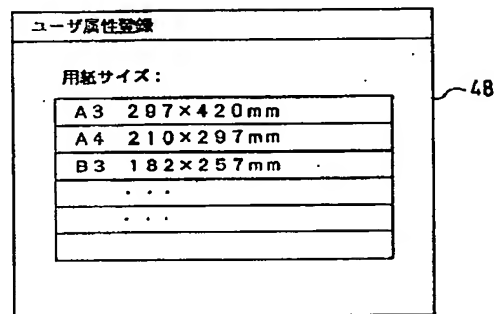 ユーザ属性登録
用紙サイズ：
A3 297×420mm
A4 210×297mm
B3 182×257mm
・・・
・・・
48